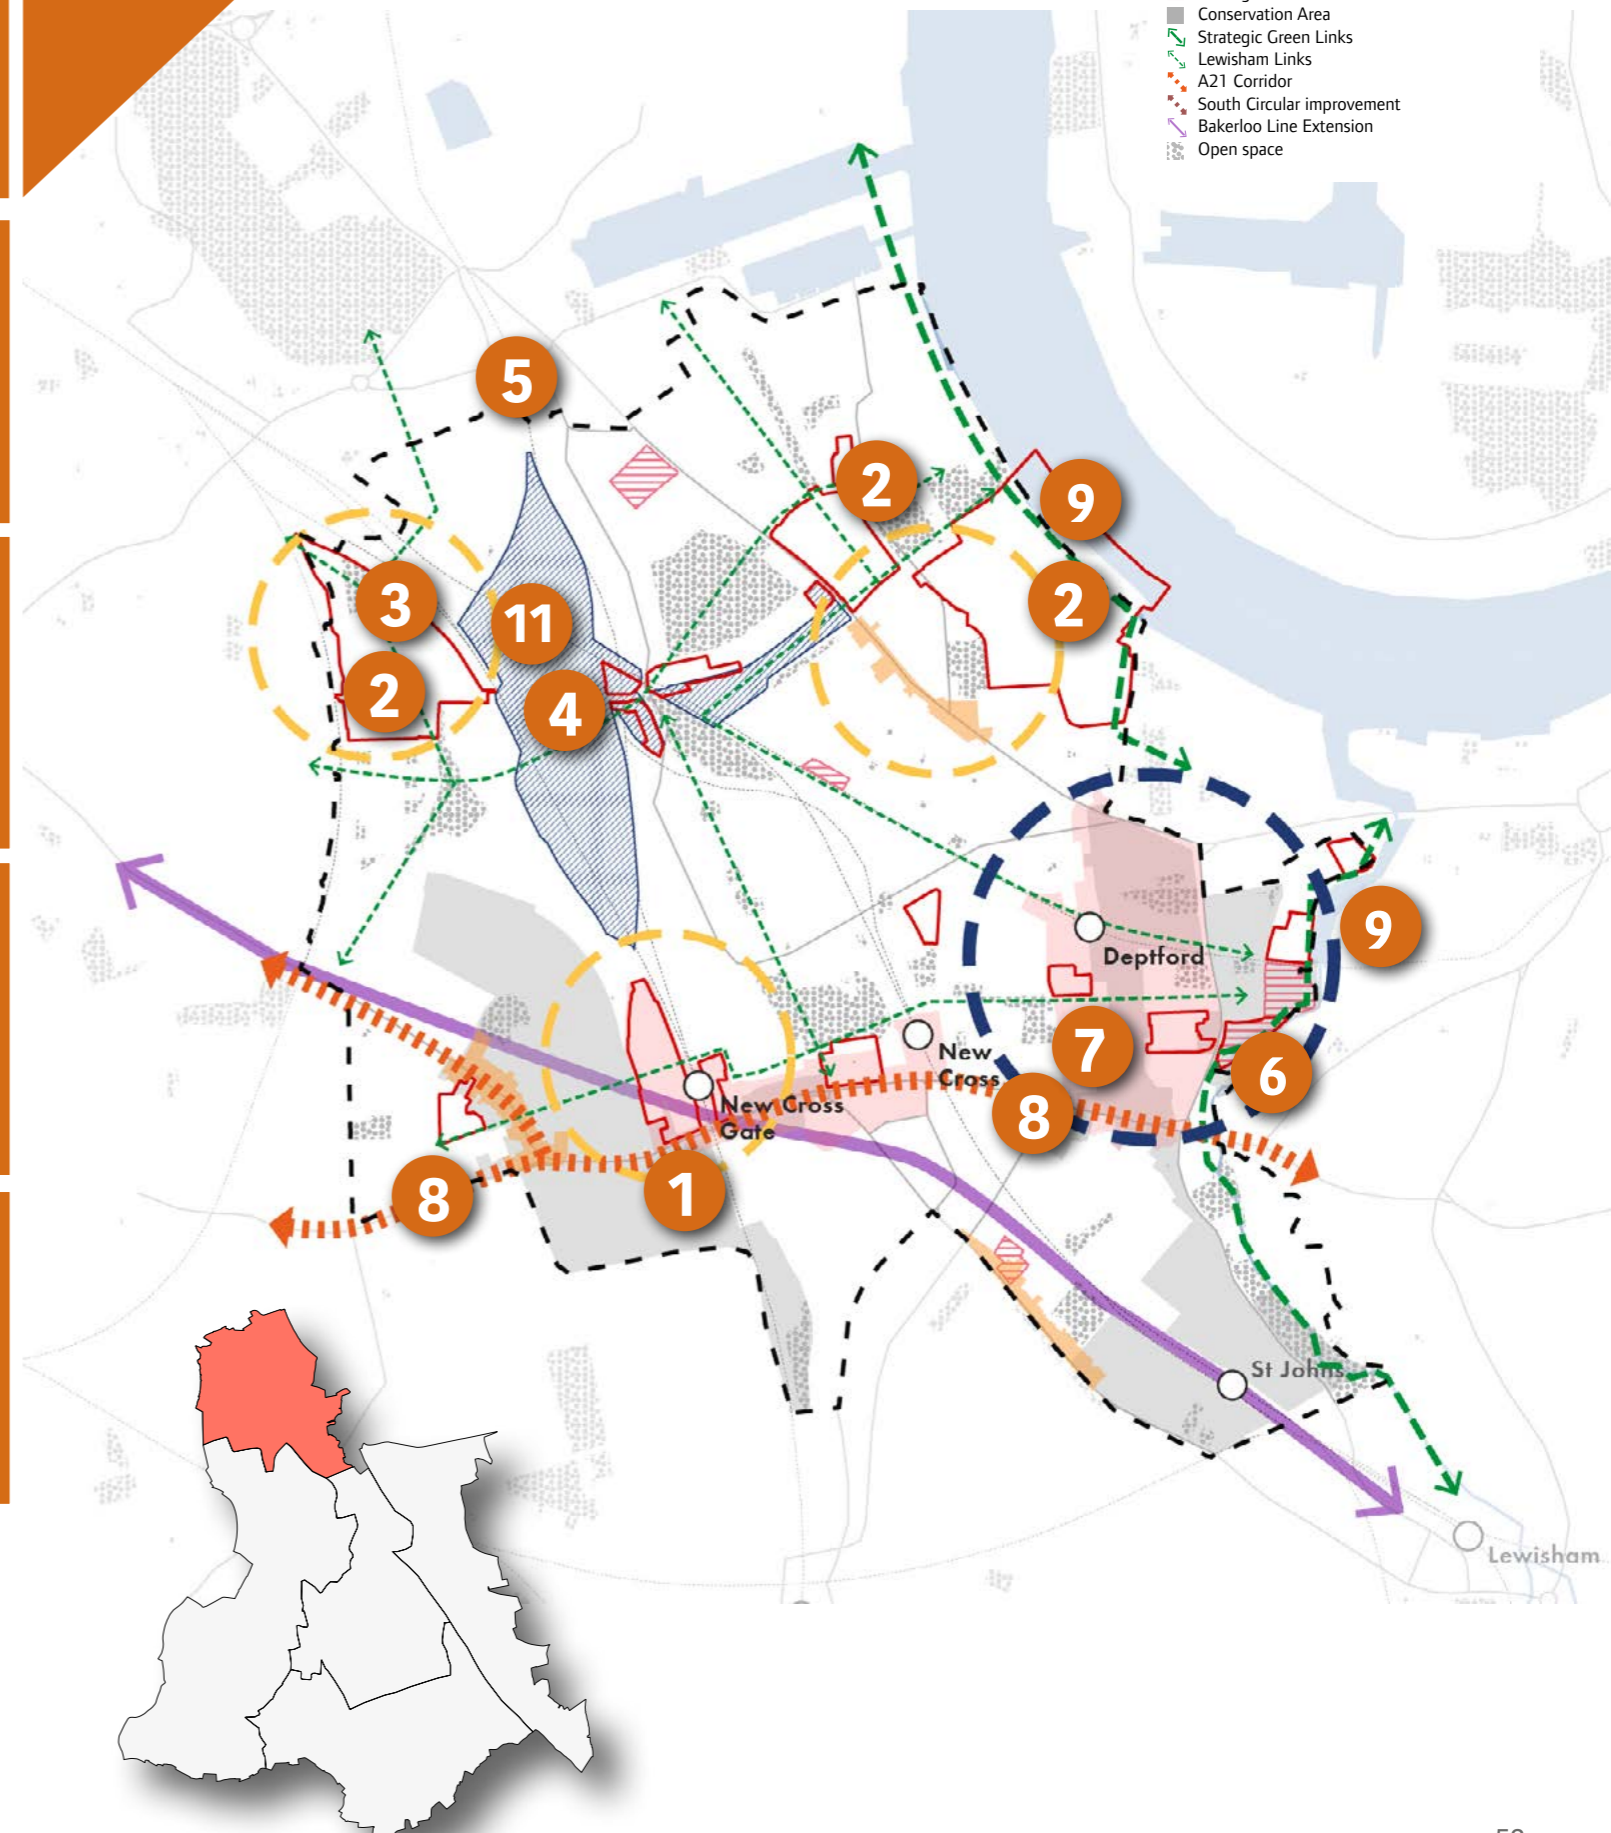 Conservation Area
Strategic Green Links
Lewisham Links
A21 Corridor
South Circular improvement
Bakerloo Line Extension
Open space
5
2
9
3
11
2
2
4
9
Deptford
7
New
Cross
6
8
New Cross
Gate
1
8
St Johns
Lewisham